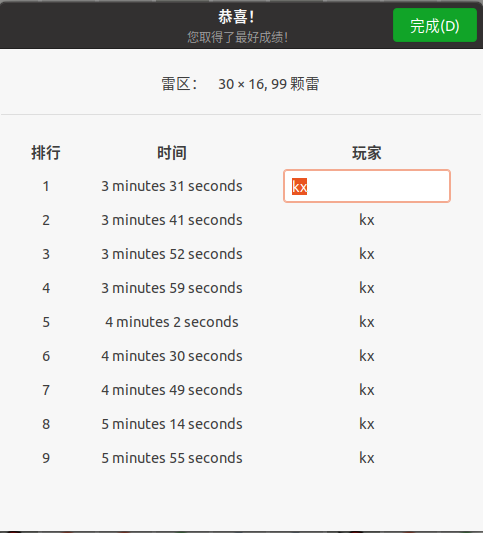 恭喜！
您取得了最好成绩！
完成(D)
雷区： 30 × 16, 99 颗雷
排行 时间 玩家
1 3 minutes 31 seconds kx
2 3 minutes 41 seconds kx
3 3 minutes 52 seconds kx
4 3 minutes 59 seconds kx
5 4 minutes 2 seconds kx
6 4 minutes 30 seconds kx
7 4 minutes 49 seconds kx
8 5 minutes 14 seconds kx
9 5 minutes 55 seconds kx